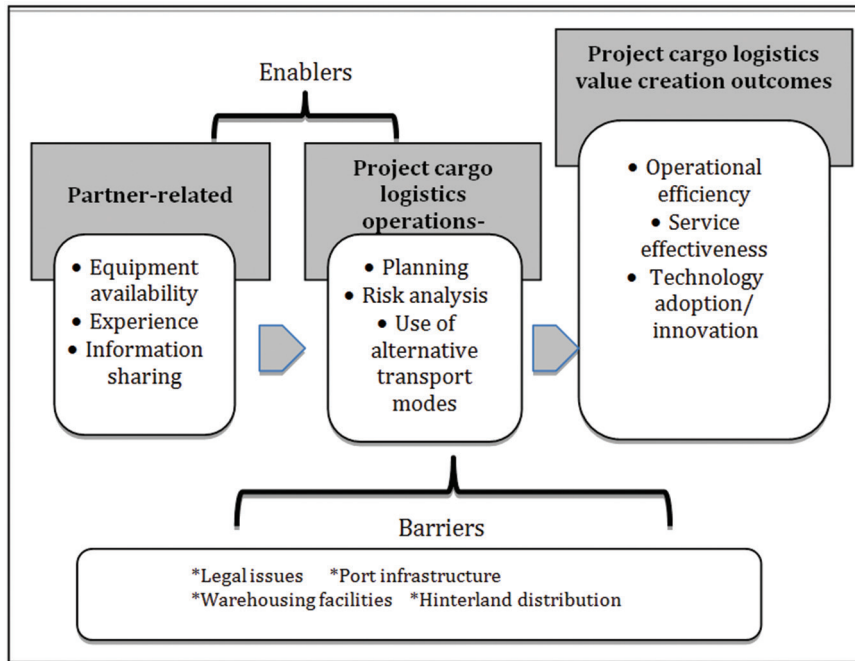 Enablers
Partner-related
• Equipment
availability
• Experience
• Information
sharing
Project cargo
logistics
operations-
• Planning
• Risk analysis
• Use of
alternative
transport
modes
Project cargo logistics
value creation outcomes
• Operational
efficiency
• Service
effectiveness
• Technology
adoption/
innovation
Barriers
*Legal issues *Port infrastructure
*Warehousing facilities *Hinterland distribution